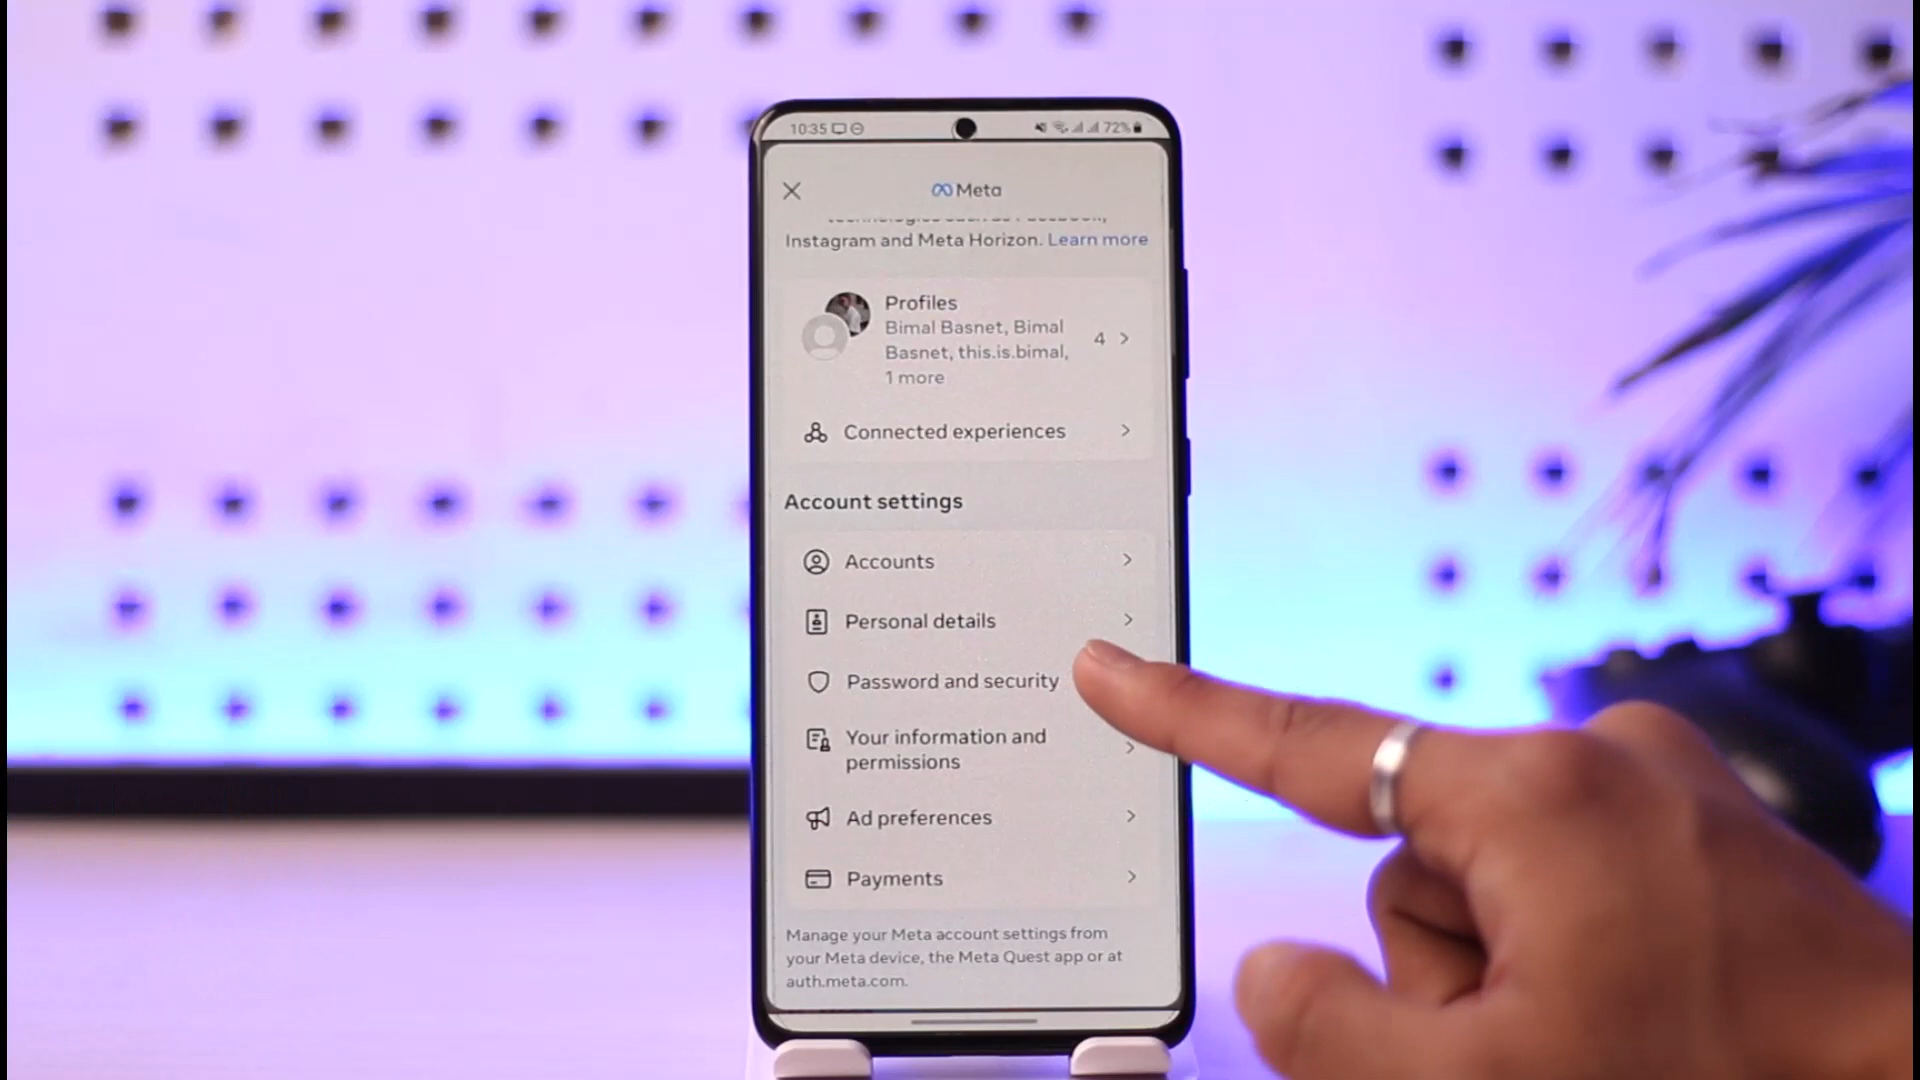 10:35 72%
Meta
Instagram and Meta Horizon. Learn more
Profiles
Bimal Basnet, Bimal
Basnet, this.is.bimal,
1 more
4
Connected experiences
Account settings
Accounts
Personal details
Password and security
Your information and
permissions
Ad preferences
Payments
Manage your Meta account settings from
your Meta device, the Meta Quest app or at
auth.meta.com.